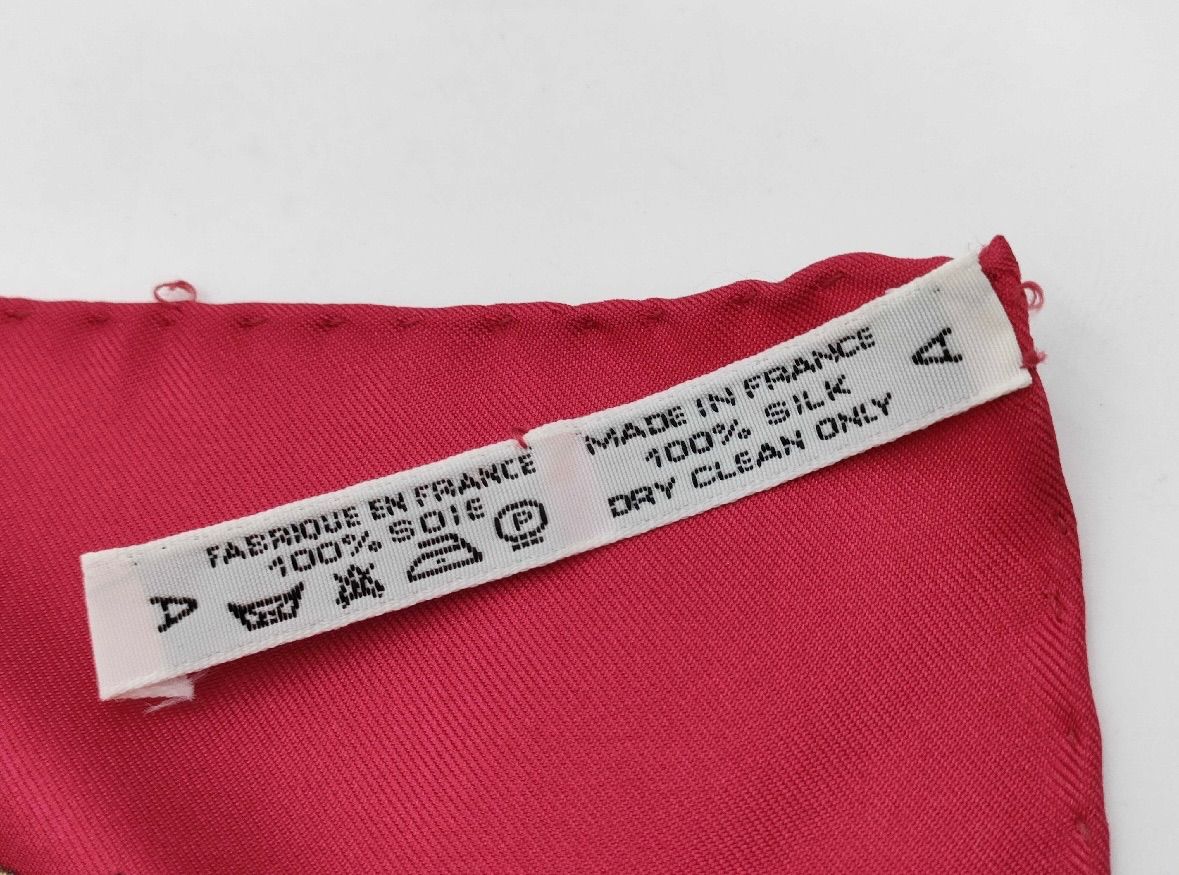 FABRIQUE EN FRANCE
100% SOIE
P
A
MADE IN FRANCE
100% SILK
DRY CLEAN ONLY
A